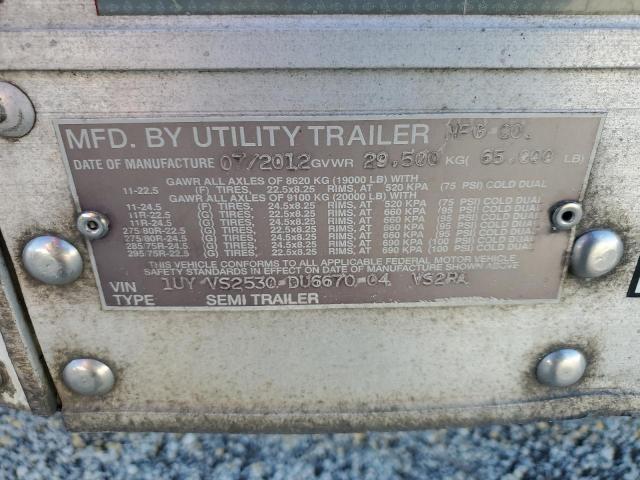 MFD. BY UTILITY TRAILER MFG CO.
DATE OF MANUFACTURE 07/2012 GVWR 29,500 KG( 65,000 LB)
GAWR ALL AXLES OF 8620 KG (19000 LB) WITH
11-22.5 (F) TIRES, 22.5x8.25 RIMS, AT 520 KPA (75 PSI) COLD DUAL
GAWR ALL AXLES OF 9100 KG (20000 LB) WITH
11-24.5 (F) TIRES, 24.5x8.25 RIMS, AT 520 KPA (75 PSI) COLD DUAL
11R-22.5 (G) TIRES, 22.5x8.25 RIMS, AT 660 KPA (95 PSI) COLD DUAL
11R-24.5 (G) TIRES, 24.5x8.25 RIMS, AT 660 KPA (95 PSI) COLD DUAL
275/80R-22.5 (G) TIRES, 22.5x8.25 RIMS, AT 660 KPA (95 PSI) COLD DUAL
275/80R-24.5 (G) TIRES, 24.5x8.25 RIMS, AT 660 KPA (95 PSI) COLD DUAL
285/75R-24.5 (G) TIRES, 24.5x8.25 RIMS, AT 690 KPA (100 PSI) COLD DUAL
295/75R-22.5 (G) TIRES, 22.5x8.25 RIMS, AT 690 KPA (100 PSI) COLD DUAL
THIS VEHICLE CONFORMS TO ALL APPLICABLE FEDERAL MOTOR VEHICLE
SAFETY STANDARDS IN EFFECT ON DATE OF MANUFACTURE SHOWN ABOVE.
VIN 1UY VS2530 DU6670 04 VS2RA
TYPE SEMI TRAILER